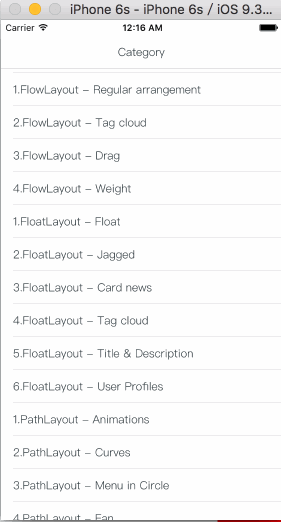 iPhone 6s - iPhone 6s / iOS 9.3...
Carrier 12:16 AM
Category
1.FlowLayout – Regular arrangement
2.FlowLayout – Tag cloud
3.FlowLayout – Drag
4.FlowLayout – Weight
1.FloatLayout – Float
2.FloatLayout – Jagged
3.FloatLayout – Card news
4.FloatLayout – Tag cloud
5.FloatLayout – Title & Description
6.FloatLayout – User Profiles
1.PathLayout – Animations
2.PathLayout – Curves
3.PathLayout – Menu in Circle
4.PathLayout – Fan